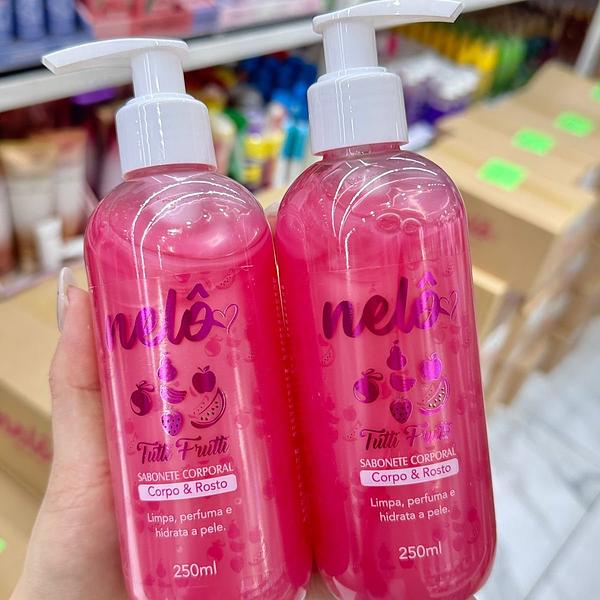 nelô
Tutti Frutti
SABONETE CORPORAL
Corpo & Rosto
Limpa, perfuma e
hidrata a pele.
250ml
nelô
Tutti Frutti
SABONETE CORPORAL
Corpo & Rosto
Limpa, perfuma e
hidrata a pele.
250ml